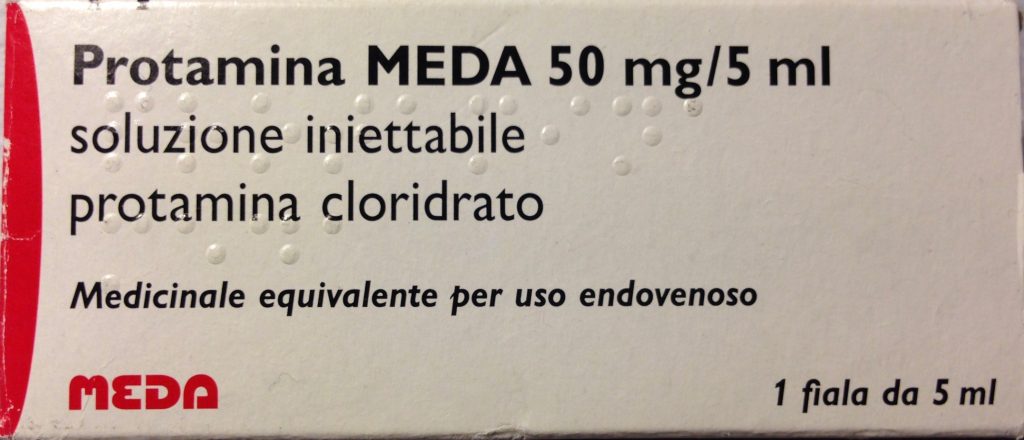 Protamina MEDA 50 mg/5 ml
soluzione iniettabile
protamina cloridrato
Medicinale equivalente per uso endovenoso
MEDA
1 fiala da 5 ml